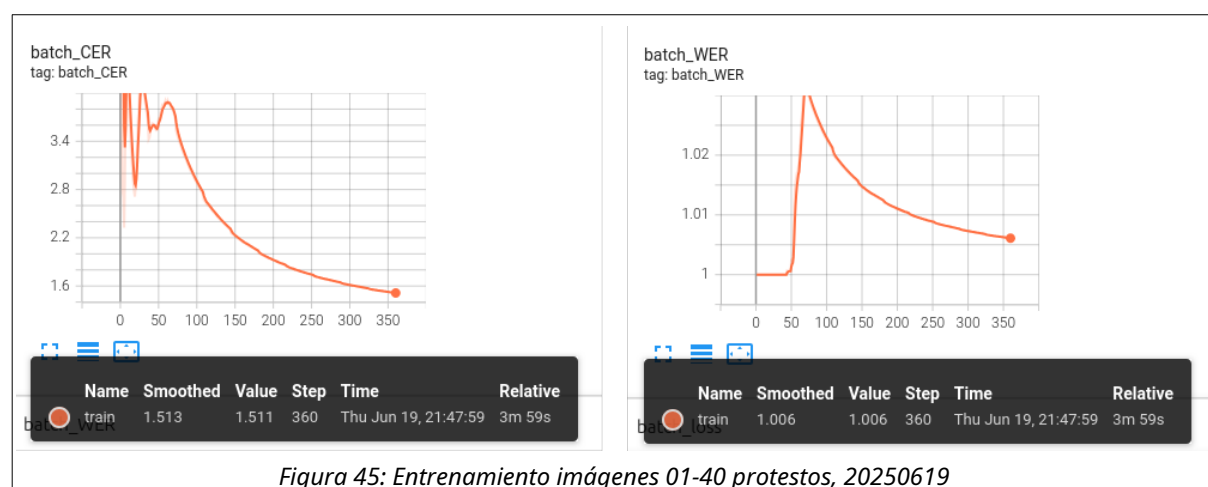 batch_CER
tag: batch_CER
3.4
2.8
2.2
1.6
0 50 100 150 200 250 300 350
Name Smoothed Value Step Time Relative
train 1.513 1.511 360 Thu Jun 19, 21:47:59 3m 59s
batch_WER
batch_WER
tag: batch_WER
1.02
1.01
1
0 50 100 150 200 250 300 350
Name Smoothed Value Step Time Relative
train 1.006 1.006 360 Thu Jun 19, 21:47:59 3m 59s
batch_loss
Figura 45: Entrenamiento imágenes 01-40 protestos, 20250619